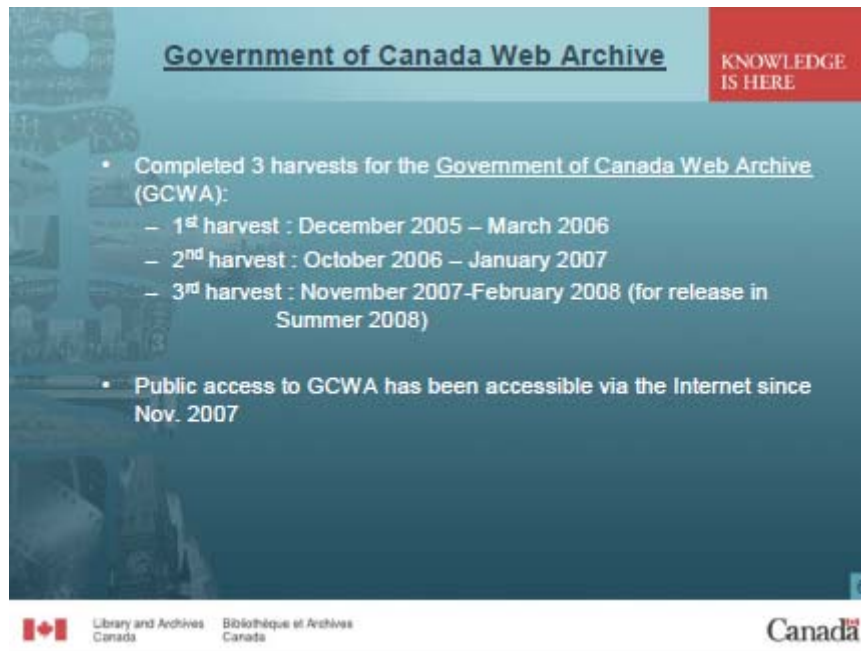 Government of Canada Web Archive
KNOWLEDGE
IS HERE
• Completed 3 harvests for the Government of Canada Web Archive
(GCWA):
– 1st harvest : December 2005 – March 2006
– 2nd harvest : October 2006 – January 2007
– 3rd harvest : November 2007-February 2008 (for release in
Summer 2008)
• Public access to GCWA has been accessible via the Internet since
Nov. 2007
Library and Archives
Canada
Bibliothèque et Archives
Canada
Canada